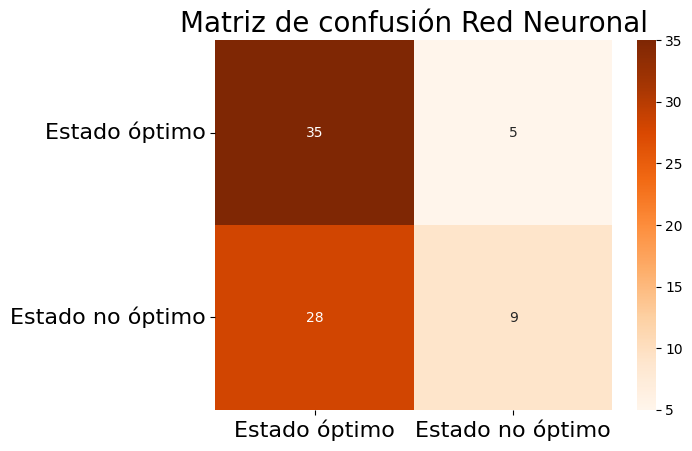 Matriz de confusión Red Neuronal
Estado óptimo
35
5
Estado no óptimo
28
9
Estado óptimo
Estado no óptimo
35
30
25
20
15
10
5